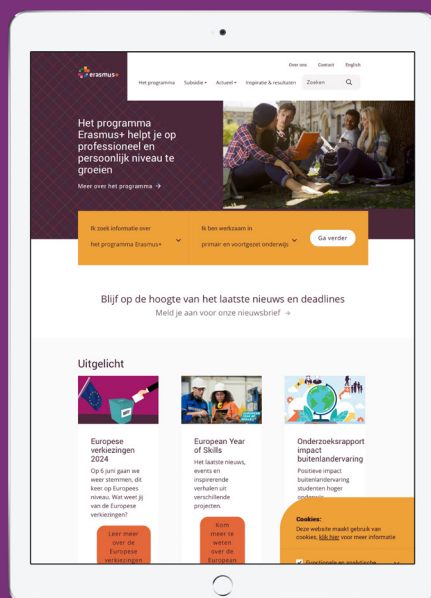 Over ons Contact English
erasmus+
Het programma Subsidie Actueel Inspiratie & resultaten Zoeken
Het programma
Erasmus+ helpt je op
professioneel en
persoonlijk niveau te
groeien
Meer over het programma →
Ik zoek informatie over
het programma Erasmus+
Ik ben werkzaam in
primair en voortgezet onderwijs
Ga verder
Blijf op de hoogte van het laatste nieuws en deadlines
Meld je aan voor onze nieuwsbrief →
Uitgelicht
Europese
verkiezingen
2024
Op 6 juni gaan we
weer stemmen, dit
keer op Europees
niveau. Wat weet jij
van de Europese
verkiezingen?
Leer meer
over de
Europese
verkiezingen
European Year
of Skills
Het laatste nieuws,
events en
inspirerende
verhalen uit
verschillende
projecten.
Kom
meer te
weten
over de
European
Onderzoeksrapport
impact
buitenlandervaring
Positieve impact
buitenlandervaring
studenten hoger
onderwijs
Cookies:
Deze website maakt gebruik van
cookies, klik hier voor meer informatie
Functionele en analytische